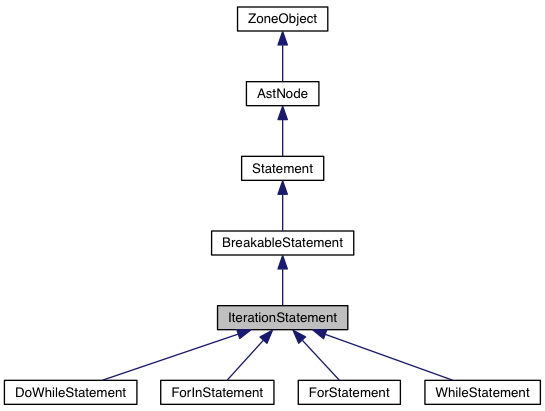 ZoneObject
AstNode
Statement
BreakableStatement
IterationStatement
DoWhileStatement
ForInStatement
ForStatement
WhileStatement